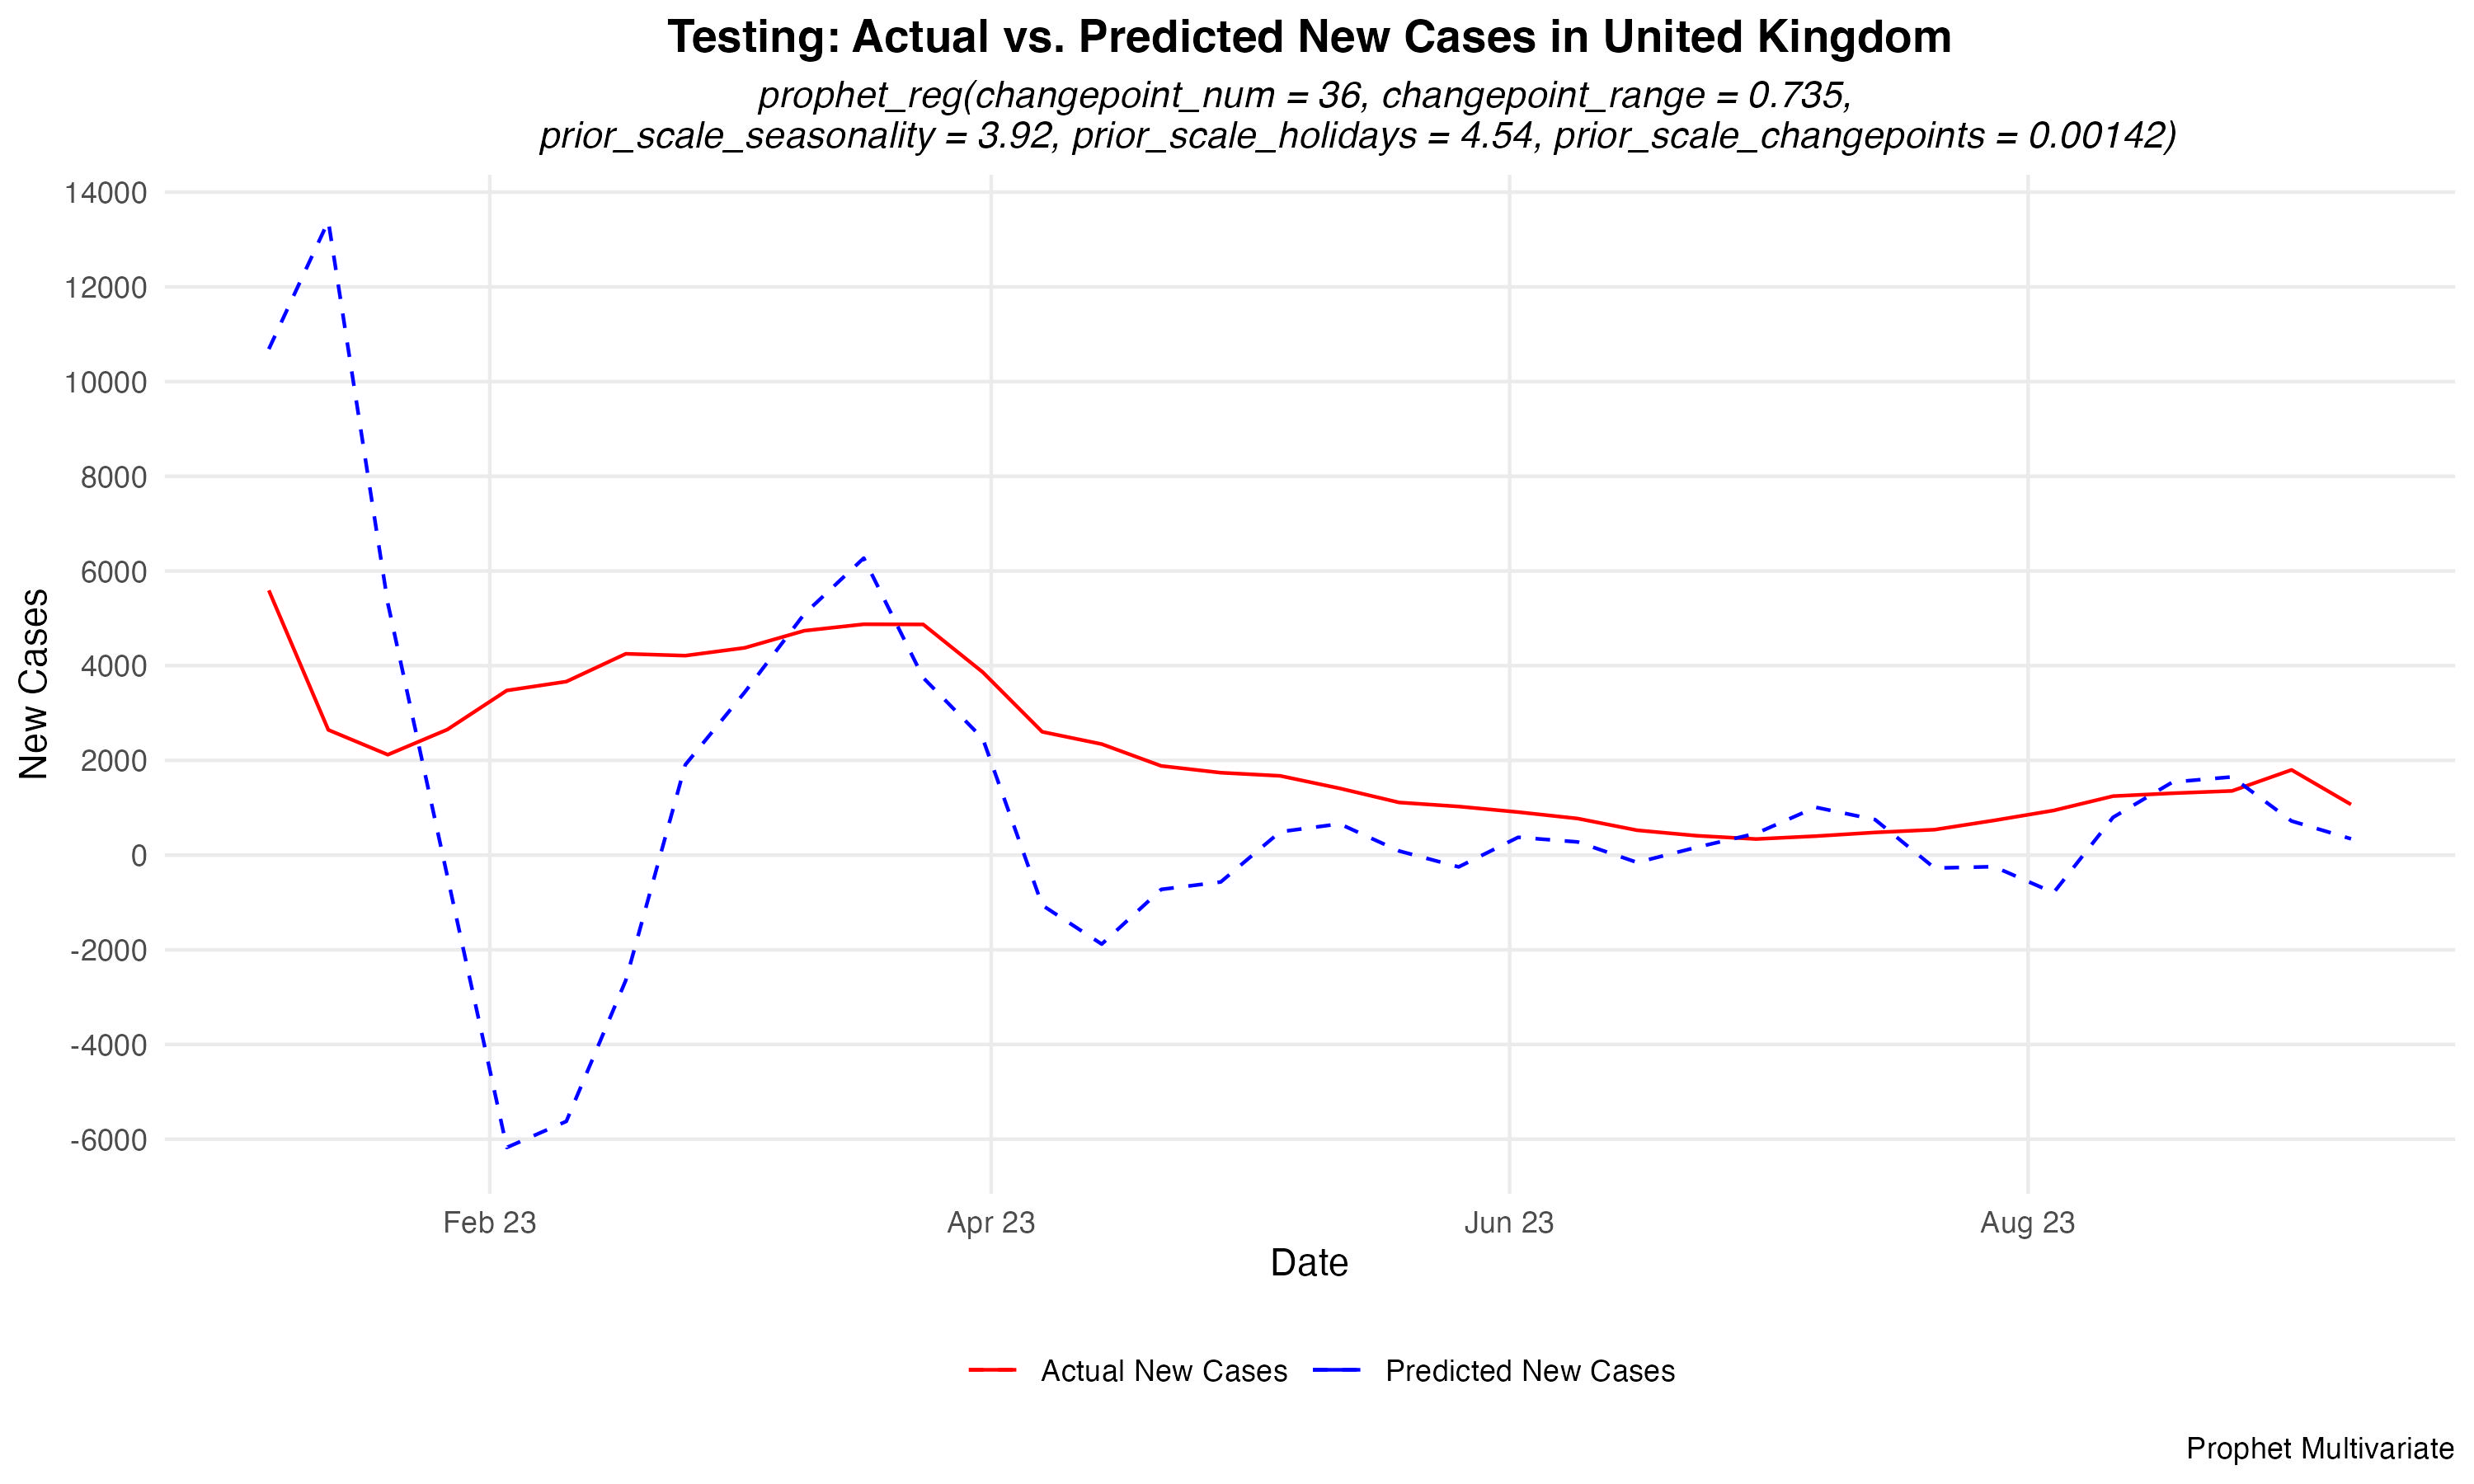 Testing: Actual vs. Predicted New Cases in United Kingdom
prophet_reg(changepoint_num = 36, changepoint_range = 0.735,
prior_scale_seasonality = 3.92, prior_scale_holidays = 4.54, prior_scale_changepoints = 0.00142)
14000
12000
10000
8000
6000
4000
2000
0
-2000
-4000
-6000
New Cases
Feb 23 Apr 23 Jun 23 Aug 23
Date
Actual New Cases Predicted New Cases
Prophet Multivariate